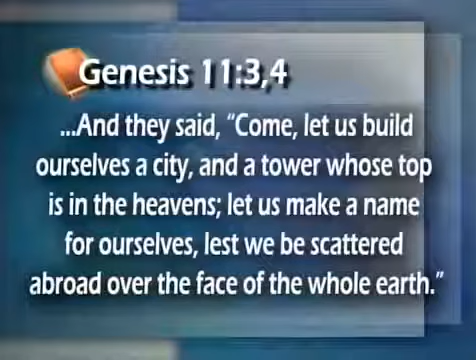 Genesis 11:3,4
...And they said, “Come, let us build
ourselves a city, and a tower whose top
is in the heavens; let us make a name
for ourselves, lest we be scattered
abroad over the face of the whole earth.”